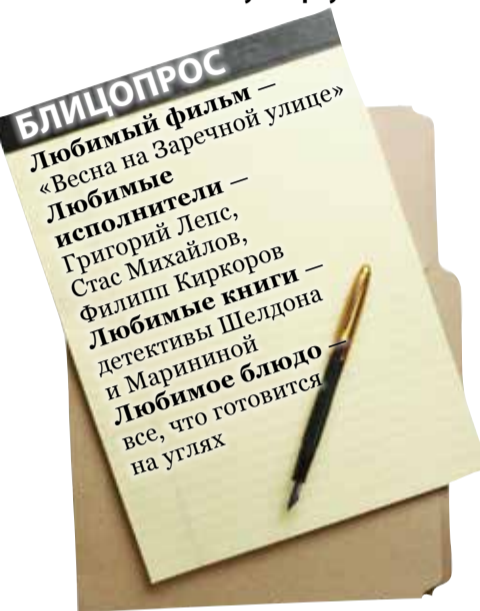 БЛИЦОПРОС
Любимый фильм –
«Весна на Заречной улице»
Любимые
исполнители –
Григорий Лепс,
Стас Михайлов,
Филипп Киркоров
Любимые книги –
детективы Шелдона
и Марининой
Любимое блюдо –
все, что готовится
на углях